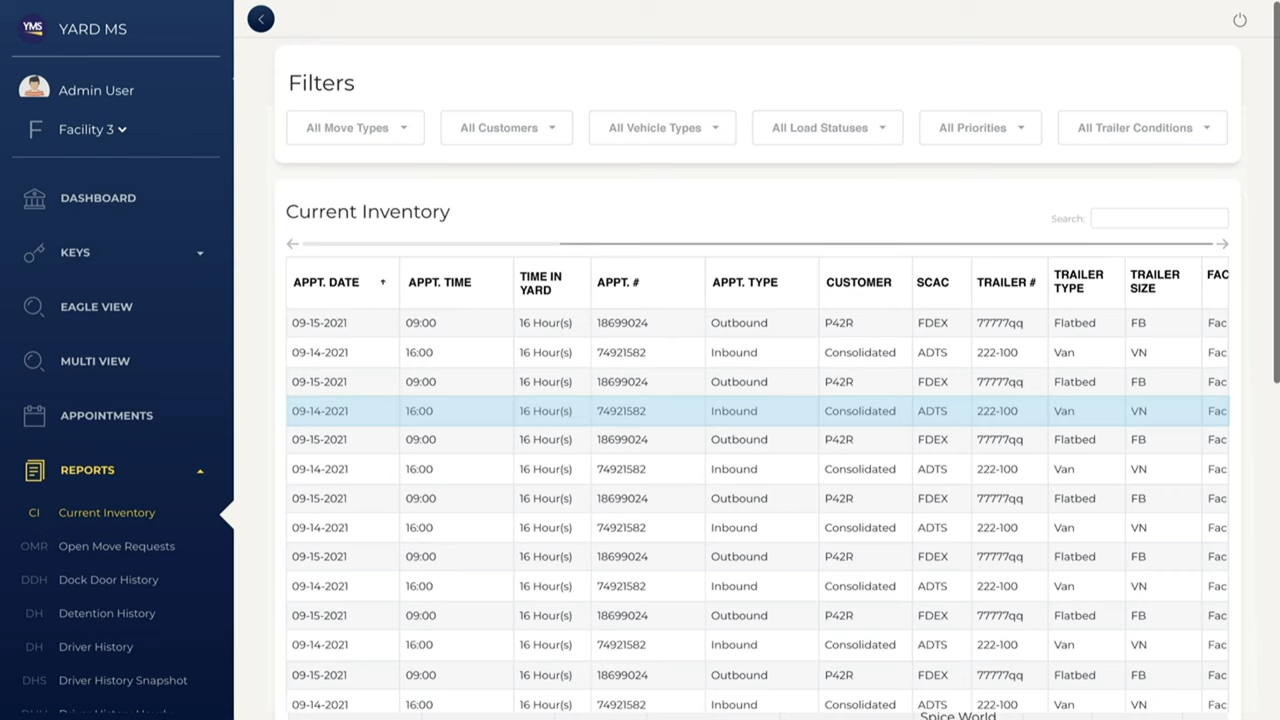 YMS YARD MS
Admin User
F Facility 3
DASHBOARD
KEYS
EAGLE VIEW
MULTI VIEW
APPOINTMENTS
REPORTS
CI Current Inventory
OMR Open Move Requests
DDH Dock Door History
DH Detention History
DH Driver History
DHS Driver History Snapshot
Filters
All Move Types All Customers All Vehicle Types All Load Statuses All Priorities All Trailer Conditions
Current Inventory
Search:
APPT. DATE APPT. TIME TIME IN YARD APPT. # APPT. TYPE CUSTOMER SCAC TRAILER # TRAILER TYPE TRAILER SIZE FAC
09-15-2021 09:00 16 Hour(s) 18699024 Outbound P42R FDEX 77777qq Flatbed FB Fac
09-14-2021 16:00 16 Hour(s) 74921582 Inbound Consolidated ADTS 222-100 Van VN Fac
09-15-2021 09:00 16 Hour(s) 18699024 Outbound P42R FDEX 77777qq Flatbed FB Fac
09-14-2021 16:00 16 Hour(s) 74921582 Inbound Consolidated ADTS 222-100 Van VN Fac
09-15-2021 09:00 16 Hour(s) 18699024 Outbound P42R FDEX 77777qq Flatbed FB Fac
09-14-2021 16:00 16 Hour(s) 74921582 Inbound Consolidated ADTS 222-100 Van VN Fac
09-15-2021 09:00 16 Hour(s) 18699024 Outbound P42R FDEX 77777qq Flatbed FB Fac
09-14-2021 16:00 16 Hour(s) 74921582 Inbound Consolidated ADTS 222-100 Van VN Fac
09-15-2021 09:00 16 Hour(s) 18699024 Outbound P42R FDEX 77777qq Flatbed FB Fac
09-14-2021 16:00 16 Hour(s) 74921582 Inbound Consolidated ADTS 222-100 Van VN Fac
09-15-2021 09:00 16 Hour(s) 18699024 Outbound P42R FDEX 77777qq Flatbed FB Fac
09-14-2021 16:00 16 Hour(s) 74921582 Inbound Consolidated ADTS 222-100 Van VN Fac
09-15-2021 09:00 16 Hour(s) 18699024 Outbound P42R FDEX 77777qq Flatbed FB Fac
09-14-2021 16:00 16 Hour(s) 74921582 Inbound Consolidated ADTS 222-100 Van VN Fac
Spice World